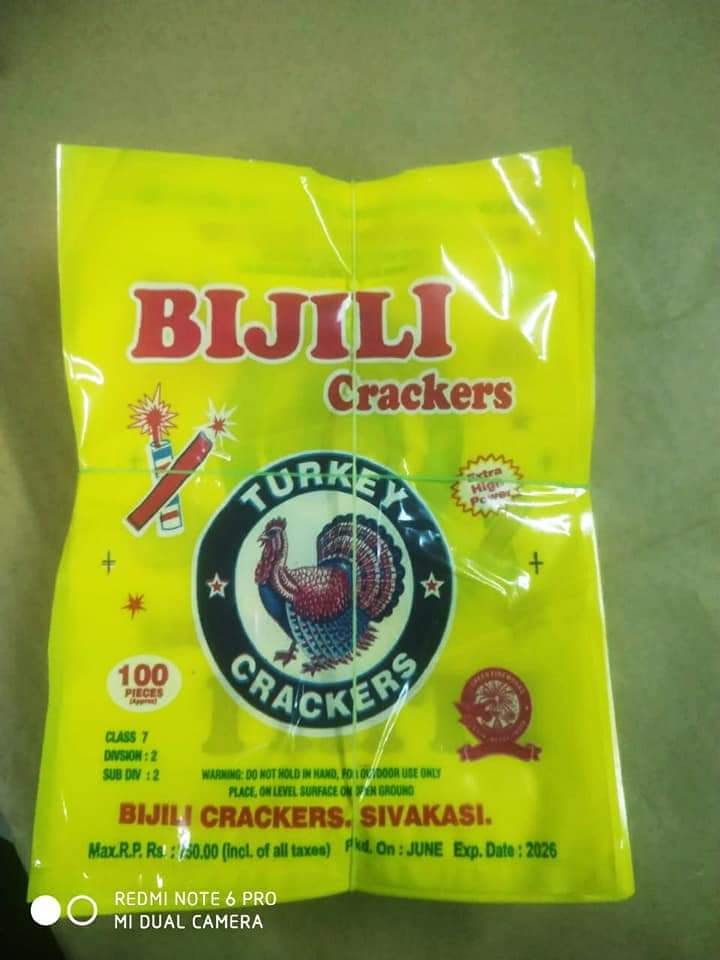 BIJILI
Crackers
TURKEY
Extra
High
Power
CRACKERS
100
PIECES
(Approx)
CLASS 7
DIVISION : 2
SUB DIV : 2
WARNING: DO NOT HOLD IN HAND, FOR OUTDOOR USE ONLY
PLACE, ON LEVEL SURFACE ON OPEN GROUND
BIJILI CRACKERS. SIVAKASI.
Max.R.P. Rs. : (incl. of all taxes) Pkd. On : JUNE Exp. Date : 2026
REDMI NOTE 6 PRO
MI DUAL CAMERA